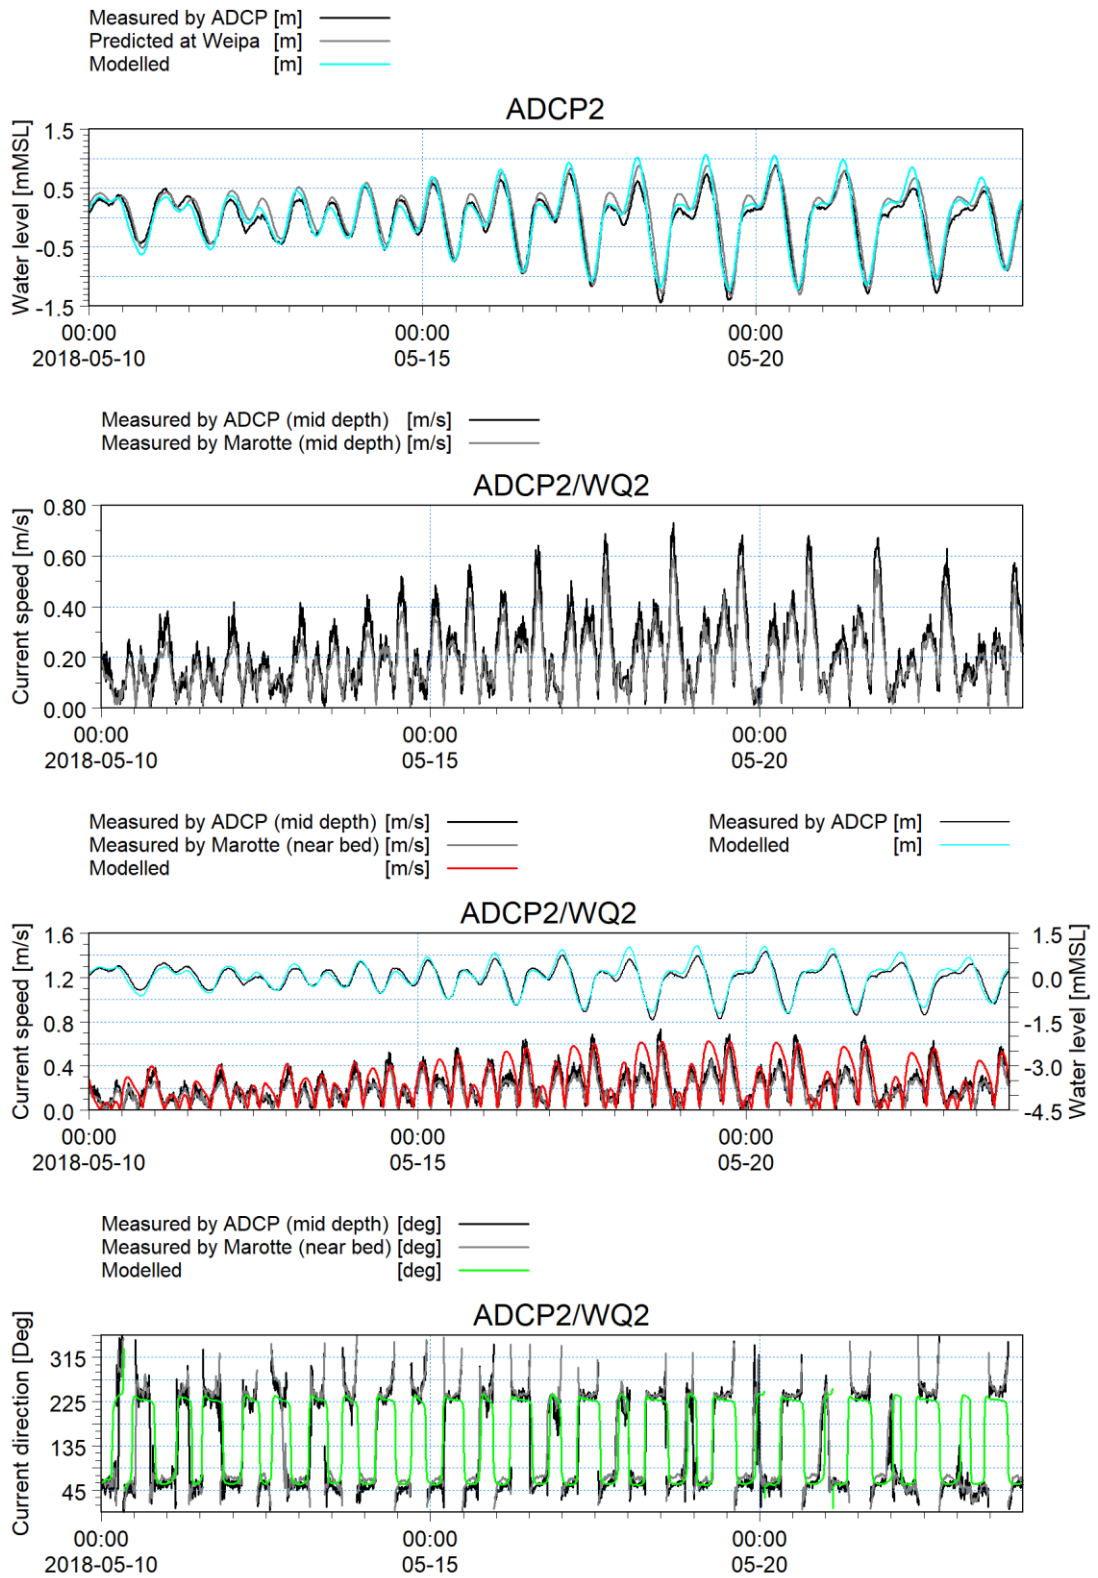 Measured by ADCP [m]
Predicted at Weipa [m]
Modelled [m]
ADCP2
Water level [mMSL]
1.5
0.5
-0.5
-1.5
00:00 00:00 00:00
2018-05-10 05-15 05-20
Measured by ADCP (mid depth) [m/s]
Measured by Marotte (mid depth) [m/s]
ADCP2/WQ2
Current speed [m/s]
0.80
0.60
0.40
0.20
0.00
00:00 00:00 00:00
2018-05-10 05-15 05-20
Measured by ADCP (mid depth) [m/s] Measured by ADCP [m]
Measured by Marotte (near bed) [m/s] Modelled [m]
Modelled [m/s]
ADCP2/WQ2
Current speed [m/s]
1.6 1.5
1.2 0.0
0.8 -1.5
0.4 -3.0
0.0 -4.5
Water level [mMSL]
00:00 00:00 00:00
2018-05-10 05-15 05-20
Measured by ADCP (mid depth) [deg]
Measured by Marotte (near bed) [deg]
Modelled [deg]
ADCP2/WQ2
Current direction [Deg]
315
225
135
45
00:00 00:00 00:00
2018-05-10 05-15 05-20